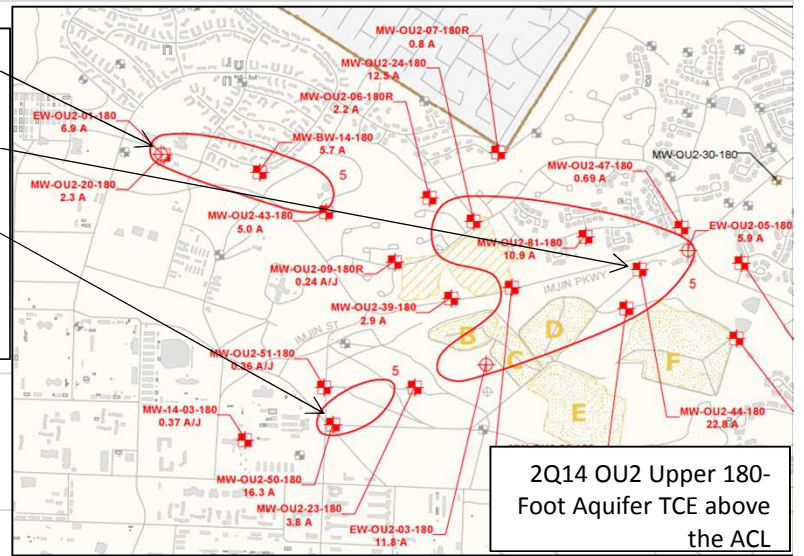 MW-OU2-07-180R
0.8 A
MW-OU2-24-180
12.5 A
MW-OU2-06-180R
2.2 A
EW-OU2-01-180
6.9 A
MW-BW-14-180
5.7 A
MW-OU2-47-180
0.69 A
MW-OU2-30-180
5
MW-OU2-20-180
2.3 A
MW-OU2-43-180
5.0 A
EW-OU2-05-180
5.9 A
MW-OU2-81-180
10.9 A
MW-OU2-09-180R
0.24 A/J
IMJIN PKWY
5
MW-OU2-39-180
2.9 A
IMJIN ST
B
D
C
F
E
MW-OU2-51-180
0.36 A/J
5
MW-14-03-180
0.37 A/J
MW-OU2-44-180
22.8 A
MW-OU2-50-180
16.3 A
MW-OU2-23-180
3.8 A
EW-OU2-03-180
11.8 A
2Q14 OU2 Upper 180-
Foot Aquifer TCE above
the ACL